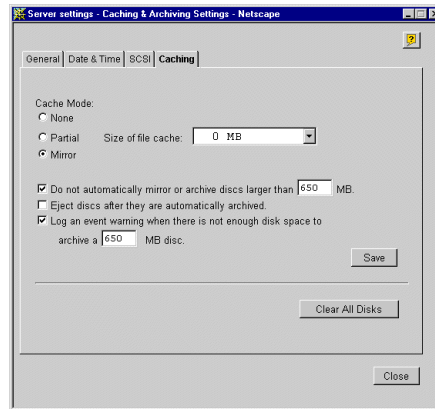 Server settings - Caching & Archiving Settings - Netscape
?
General Date & Time SCSI Caching
Cache Mode:
None
Partial Size of file cache: 0 MB
Mirror
Do not automatically mirror or archive discs larger than 650 MB.
Eject discs after they are automatically archived.
Log an event warning when there is not enough disk space to
archive a 650 MB disc.
Save
Clear All Disks
Close